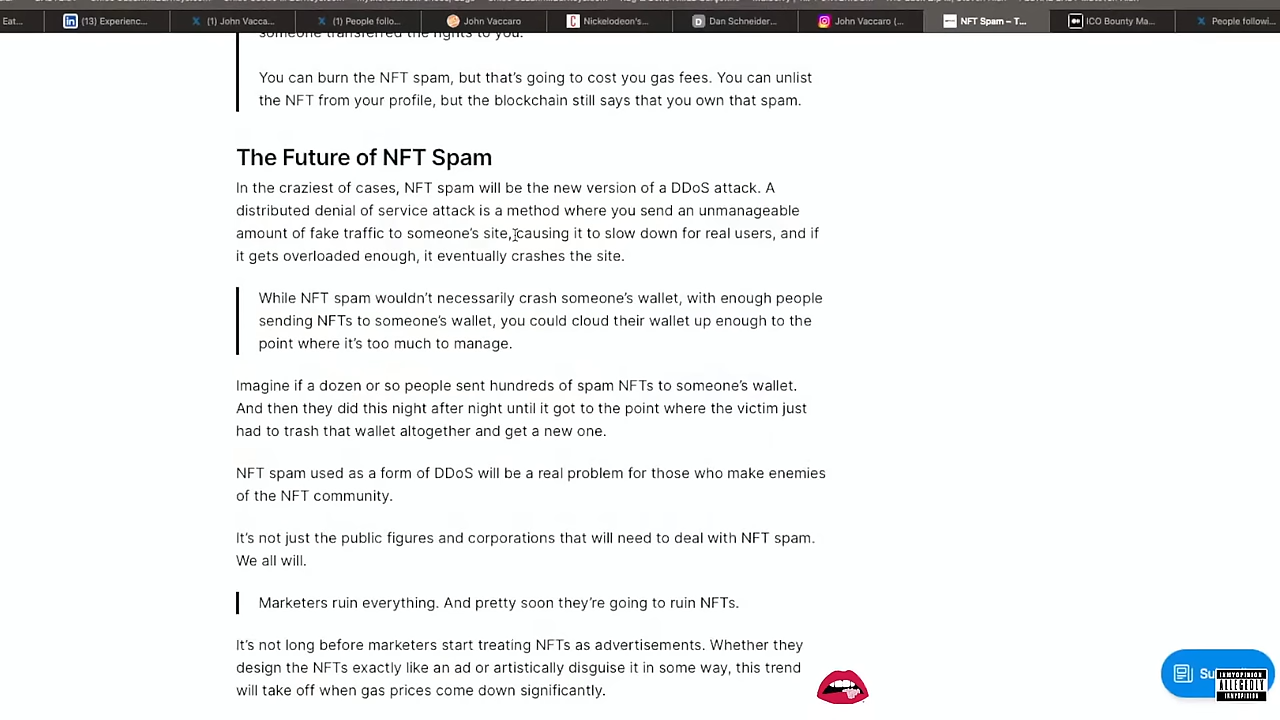 Eat...
(13) Experienc...
(1) John Vacca...
(1) People follo...
John Vaccaro
Nickelodeon's...
Dan Schneider...
John Vaccaro (...
NFT Spam – T...
ICO Bounty Ma...
People followi...
someone transferred the rights to you.
You can burn the NFT spam, but that's going to cost you gas fees. You can unlist
the NFT from your profile, but the blockchain still says that you own that spam.
The Future of NFT Spam
In the craziest of cases, NFT spam will be the new version of a DDoS attack. A
distributed denial of service attack is a method where you send an unmanageable
amount of fake traffic to someone's site, causing it to slow down for real users, and if
it gets overloaded enough, it eventually crashes the site.
While NFT spam wouldn't necessarily crash someone's wallet, with enough people
sending NFTs to someone's wallet, you could cloud their wallet up enough to the
point where it's too much to manage.
Imagine if a dozen or so people sent hundreds of spam NFTs to someone's wallet.
And then they did this night after night until it got to the point where the victim just
had to trash that wallet altogether and get a new one.
NFT spam used as a form of DDoS will be a real problem for those who make enemies
of the NFT community.
It's not just the public figures and corporations that will need to deal with NFT spam.
We all will.
Marketers ruin everything. And pretty soon they're going to ruin NFTs.
It's not long before marketers start treating NFTs as advertisements. Whether they
design the NFTs exactly like an ad or artistically disguise it in some way, this trend
will take off when gas prices come down significantly.
Su
INMYOPINION
ALLEGEDLY
INMYOPINION